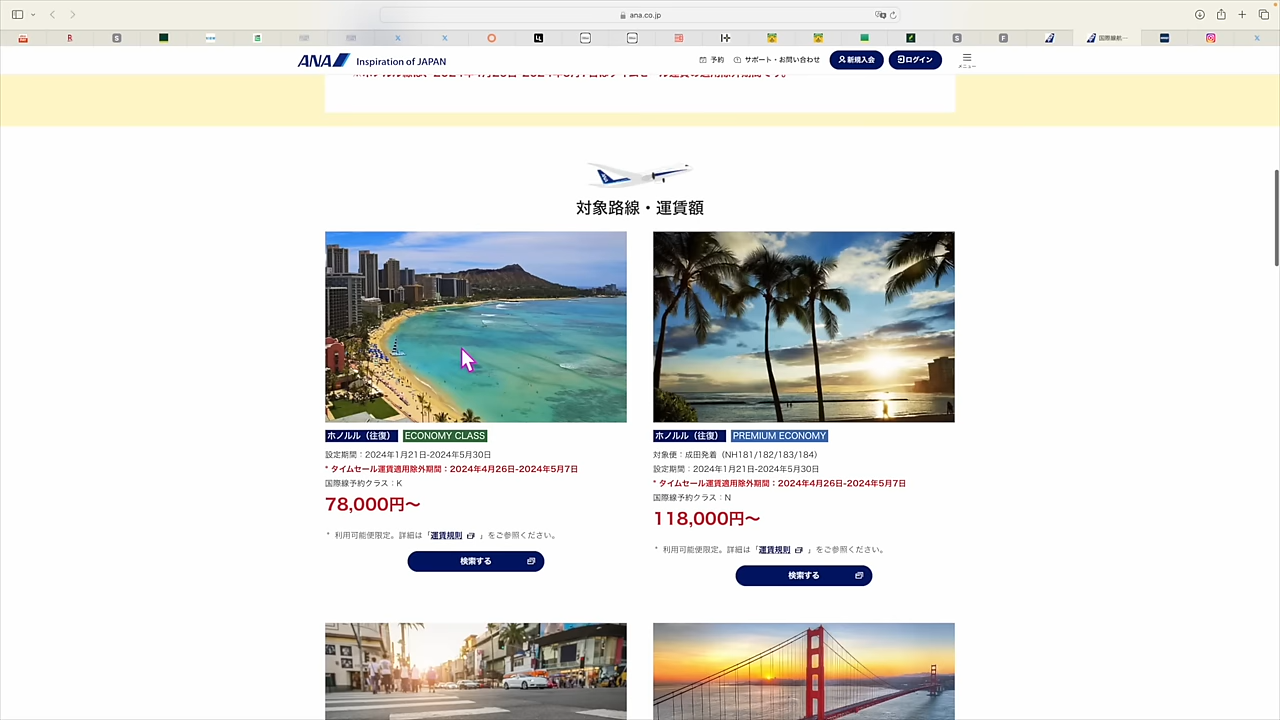 ana.co.jp
国際線航…
ANA Inspiration of JAPAN
予約 サポート・お問い合わせ 新規入会 ログイン
メニュー
対象路線・運賃額
ホノルル（往復） ECONOMY CLASS
設定期間：2024年1月21日-2024年5月30日
* タイムセール運賃適用除外期間：2024年4月26日-2024年5月7日
国際線予約クラス：K
78,000円〜
* 利用可能便限定。詳細は「運賃規則 」をご参照ください。
検索する
ホノルル（往復） PREMIUM ECONOMY
対象便：成田発着（NH181/182/183/184）
設定期間：2024年1月21日-2024年5月30日
* タイムセール運賃適用除外期間：2024年4月26日-2024年5月7日
国際線予約クラス：N
118,000円〜
* 利用可能便限定。詳細は「運賃規則 」をご参照ください。
検索する